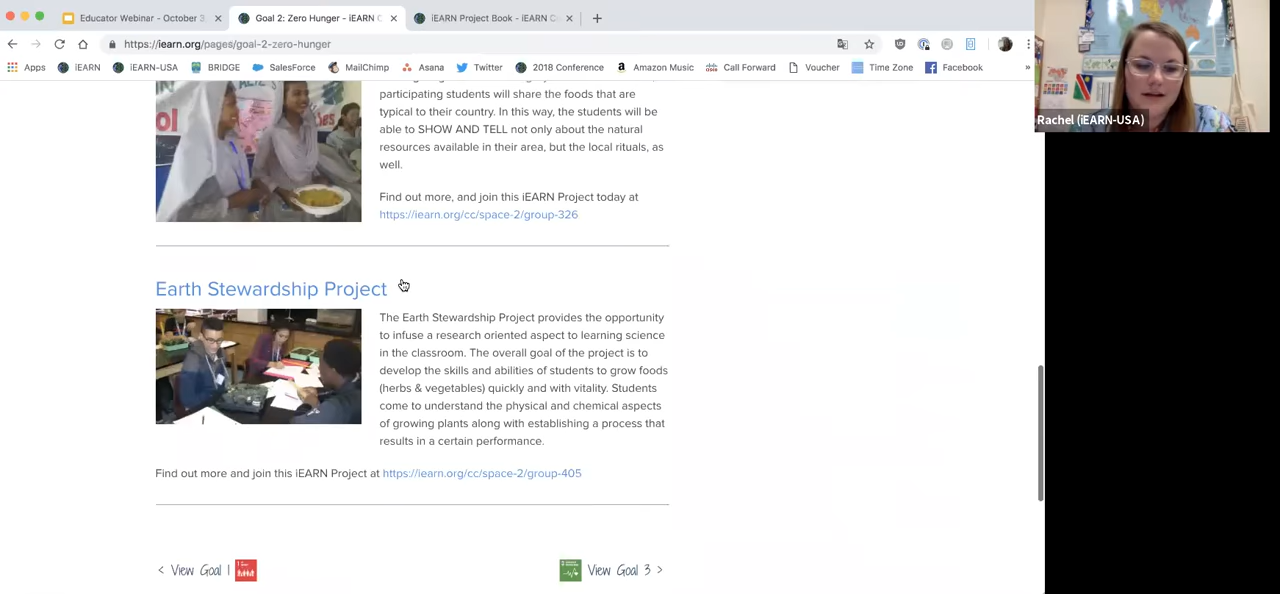 Educator Webinar - October 3
Goal 2: Zero Hunger - iEARN C
iEARN Project Book - iEARN C
https://iearn.org/pages/goal-2-zero-hunger
Apps
iEARN
iEARN-USA
BRIDGE
SalesForce
MailChimp
Asana
Twitter
2018 Conference
Amazon Music
Call Forward
Voucher
Time Zone
Facebook
»
Rachel (iEARN-USA)
participating students will share the foods that are
typical to their country. In this way, the students will be
able to SHOW AND TELL not only about the natural
resources available in their area, but the local rituals, as
well.
Find out more, and join this iEARN Project today at
https://iearn.org/cc/space-2/group-326
Earth Stewardship Project
The Earth Stewardship Project provides the opportunity
to infuse a research oriented aspect to learning science
in the classroom. The overall goal of the project is to
develop the skills and abilities of students to grow foods
(herbs & vegetables) quickly and with vitality. Students
come to understand the physical and chemical aspects
of growing plants along with establishing a process that
results in a certain performance.
Find out more and join this iEARN Project at https://iearn.org/cc/space-2/group-405
< View Goal 1
View Goal 3 >